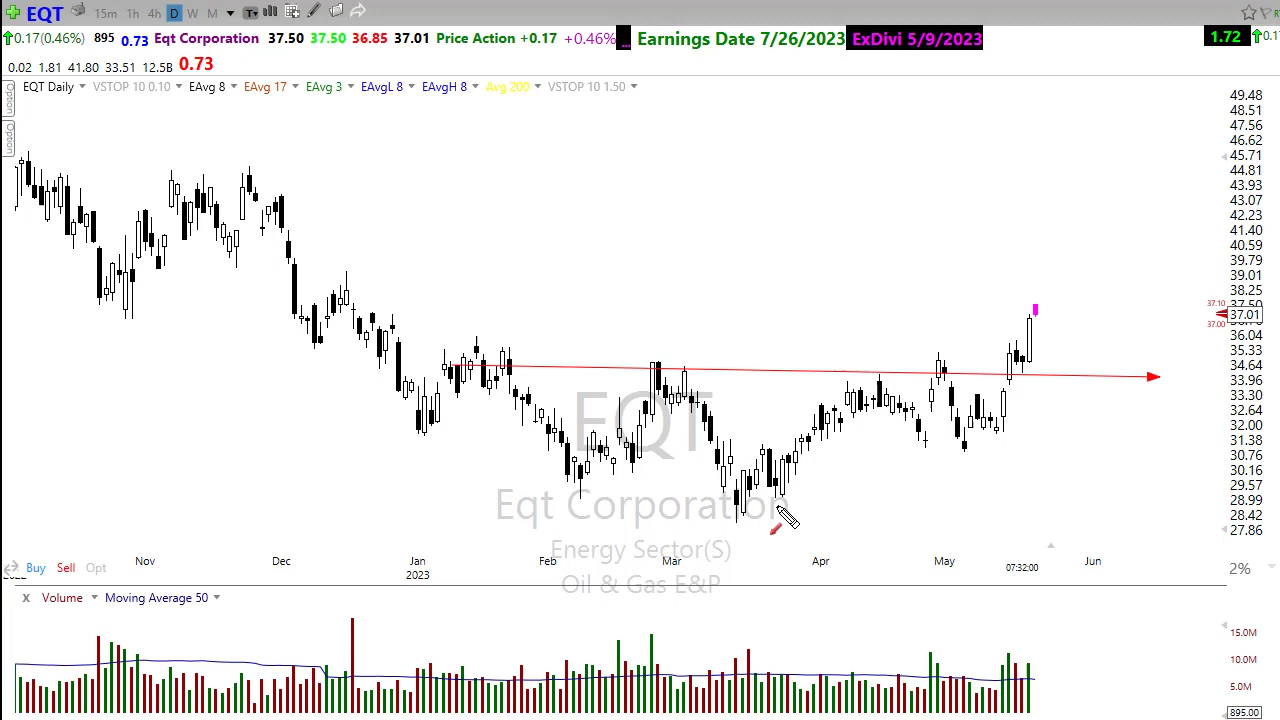 EQT 15m 1h 4h D W M T
0.17(0.46%) 895 0.73 Eqt Corporation 37.50 37.50 36.85 37.01 Price Action +0.17 +0.46% ... Earnings Date 7/26/2023 ExDivi 5/9/2023 1.72
0.02 1.81 41.80 33.51 12.5B 0.73
Option
Option
EQT Daily VSTOP 10 0.10 EAvg 8 EAvg 17 EAvg 3 EAvgL 8 EAvgH 8 Avg 200 VSTOP 10 1.50
49.48
48.51
47.56
46.62
45.71
44.81
43.93
43.07
42.23
41.40
40.59
39.79
39.01
38.25
37.10
37.01
37.00
36.04
35.33
34.64
33.96
33.30
32.64
32.00
31.38
30.76
30.16
29.57
28.99
28.42
27.86
EQT
Eqt Corporation
Energy Sector(S)
Oil & Gas E&P
Nov Dec Jan Feb Mar Apr May Jun
2023 07:32:00
Buy Sell Opt 2%
X Volume Moving Average 50
15.0M
10.0M
5.0M
895.00